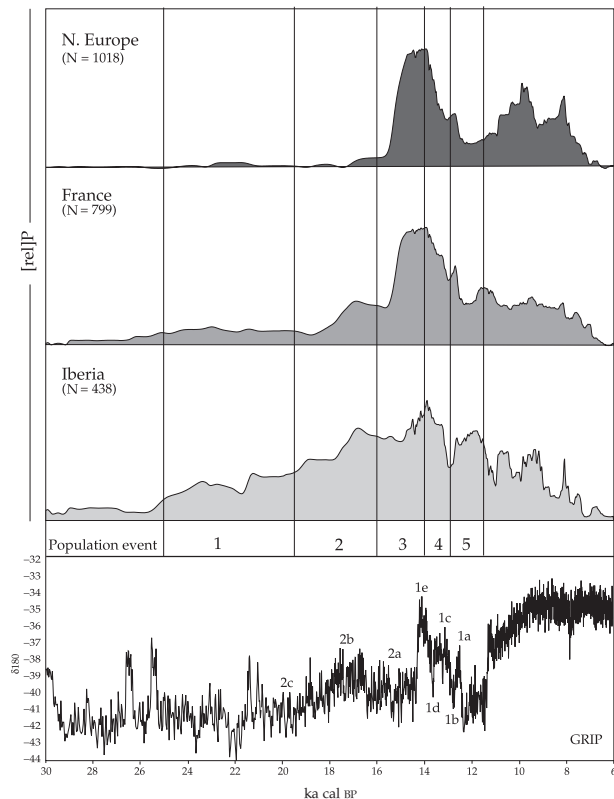 N. Europe
(N = 1018)
France
(N = 799)
[rel]P
Iberia
(N = 438)
Population event 1 2 3 4 5
−32
−33
−34
−35
−36
−37
−38
−39
−40
−41
−42
−43
−44
δ180
1e
1c
1a
2b
2a
2c
1d
1b
GRIP
30 28 26 24 22 20 18 16 14 12 10 8 6
ka cal BP